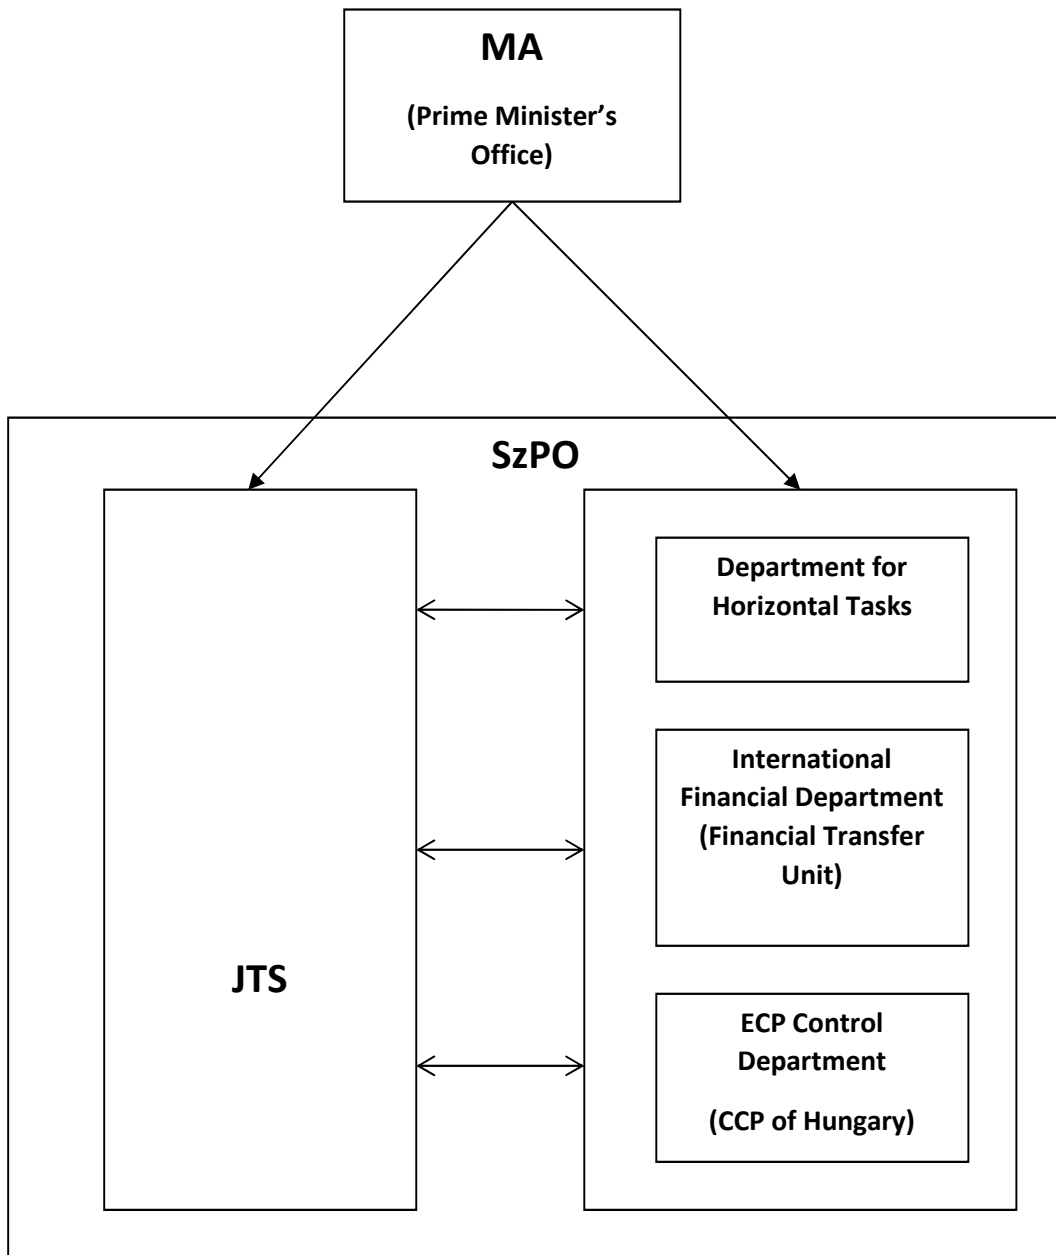 MA
(Prime Minister’s
Office)
SzPO
JTS
Department for
Horizontal Tasks
International
Financial Department
(Financial Transfer
Unit)
ECP Control
Department
(CCP of Hungary)